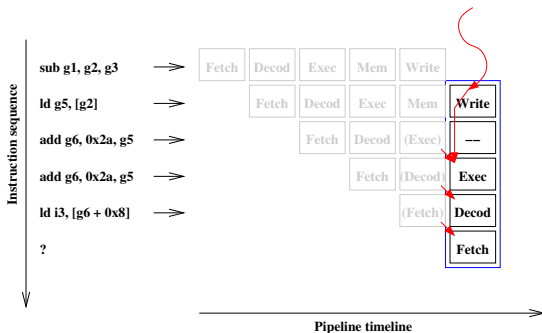 sub g1, g2, g3 Fetch Decod Exec Mem Write
ld g5, [g2] Fetch Decod Exec Mem Write
add g6, 0x2a, g5 Fetch Decod (Exec) --
add g6, 0x2a, g5 Fetch (Decod) Exec
ld i3, [g6 + 0x8] (Fetch) Decod
? Fetch
Instruction sequence
Pipeline timeline